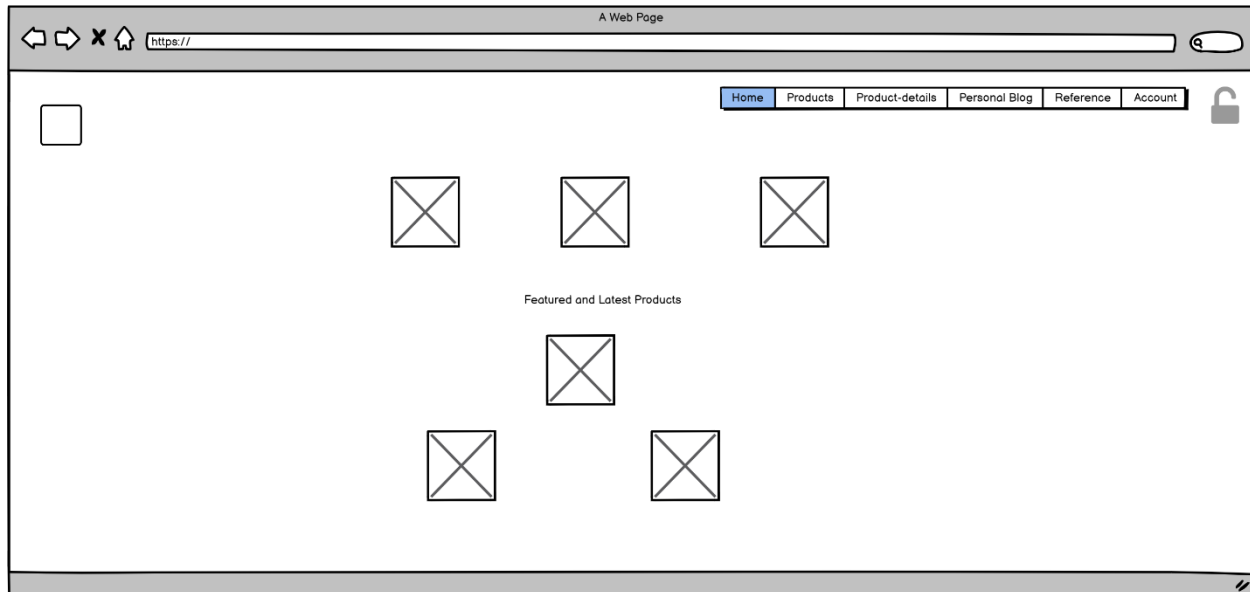 A Web Page
https://
Home Products Product-details Personal Blog Reference Account
Featured and Latest Products